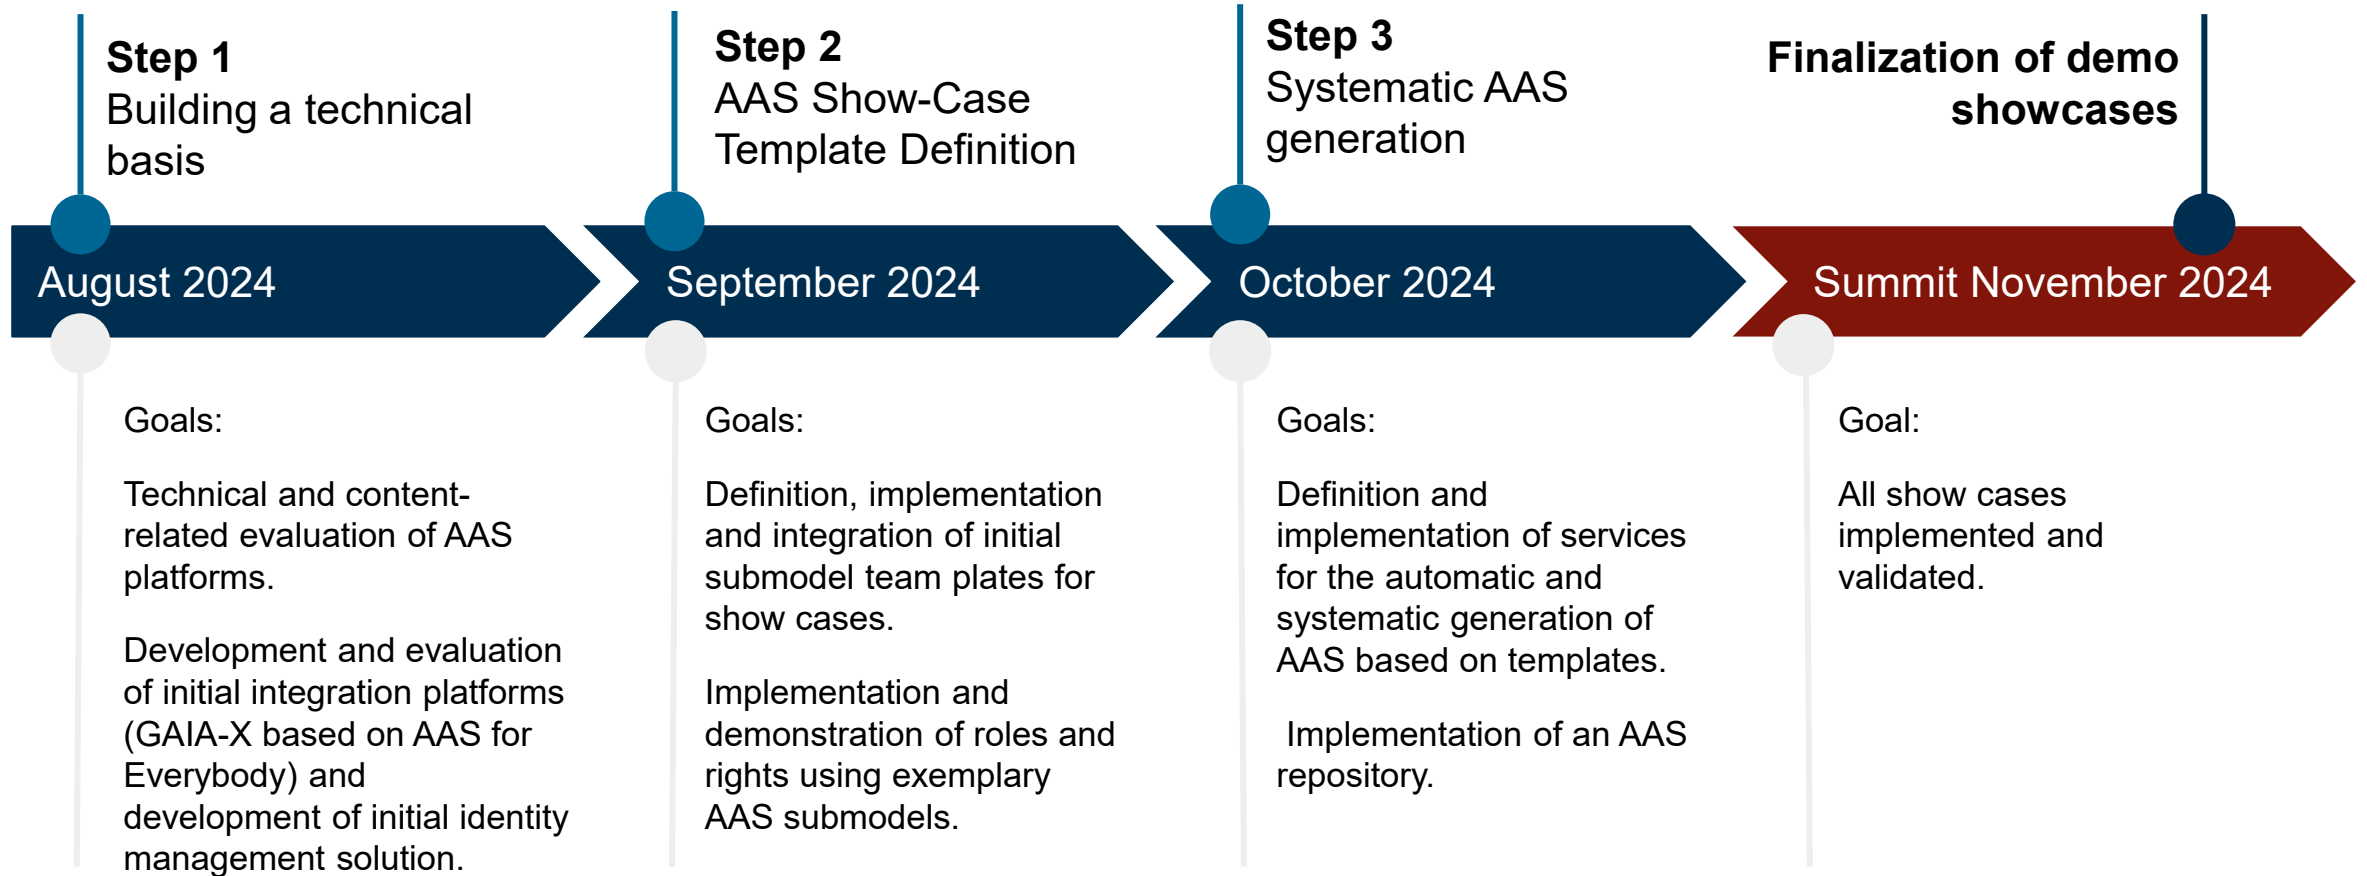 Step 1
Building a technical
basis
Step 2
AAS Show-Case
Template Definition
Step 3
Systematic AAS
generation
Finalization of demo
showcases
August 2024
September 2024
October 2024
Summit November 2024
Goals:
Technical and content-
related evaluation of AAS
platforms.
Development and evaluation
of initial integration platforms
(GAIA-X based on AAS for
Everybody) and
development of initial identity
management solution.
Goals:
Definition, implementation
and integration of initial
submodel team plates for
show cases.
Implementation and
demonstration of roles and
rights using exemplary
AAS submodels.
Goals:
Definition and
implementation of services
for the automatic and
systematic generation of
AAS based on templates.
Implementation of an AAS
repository.
Goal:
All show cases
implemented and
validated.